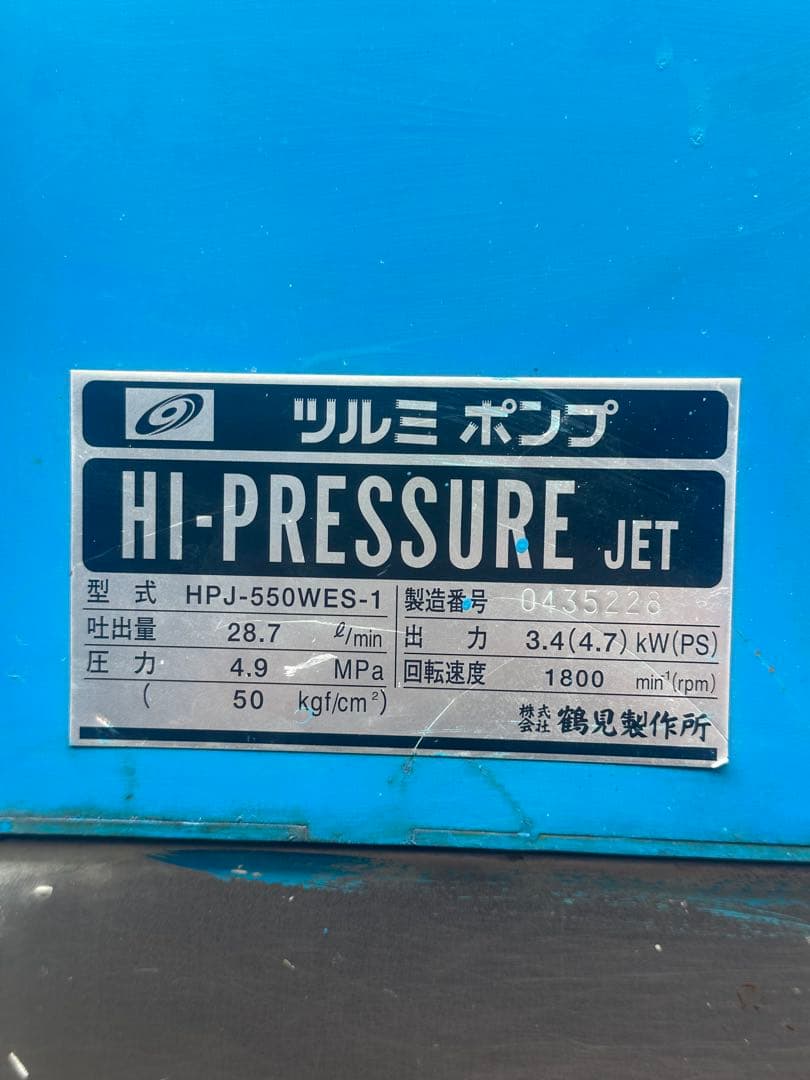 ツルミポンプ
HI-PRESSURE JET
型式 HPJ-550WES-1
製造番号 0435228
吐出量 28.7 ℓ/min
出力 3.4(4.7) kW(PS)
圧力 4.9 MPa
回転速度 1800 min⁻¹(rpm)
( 50 kgf/cm²)
株式会社 鶴見製作所